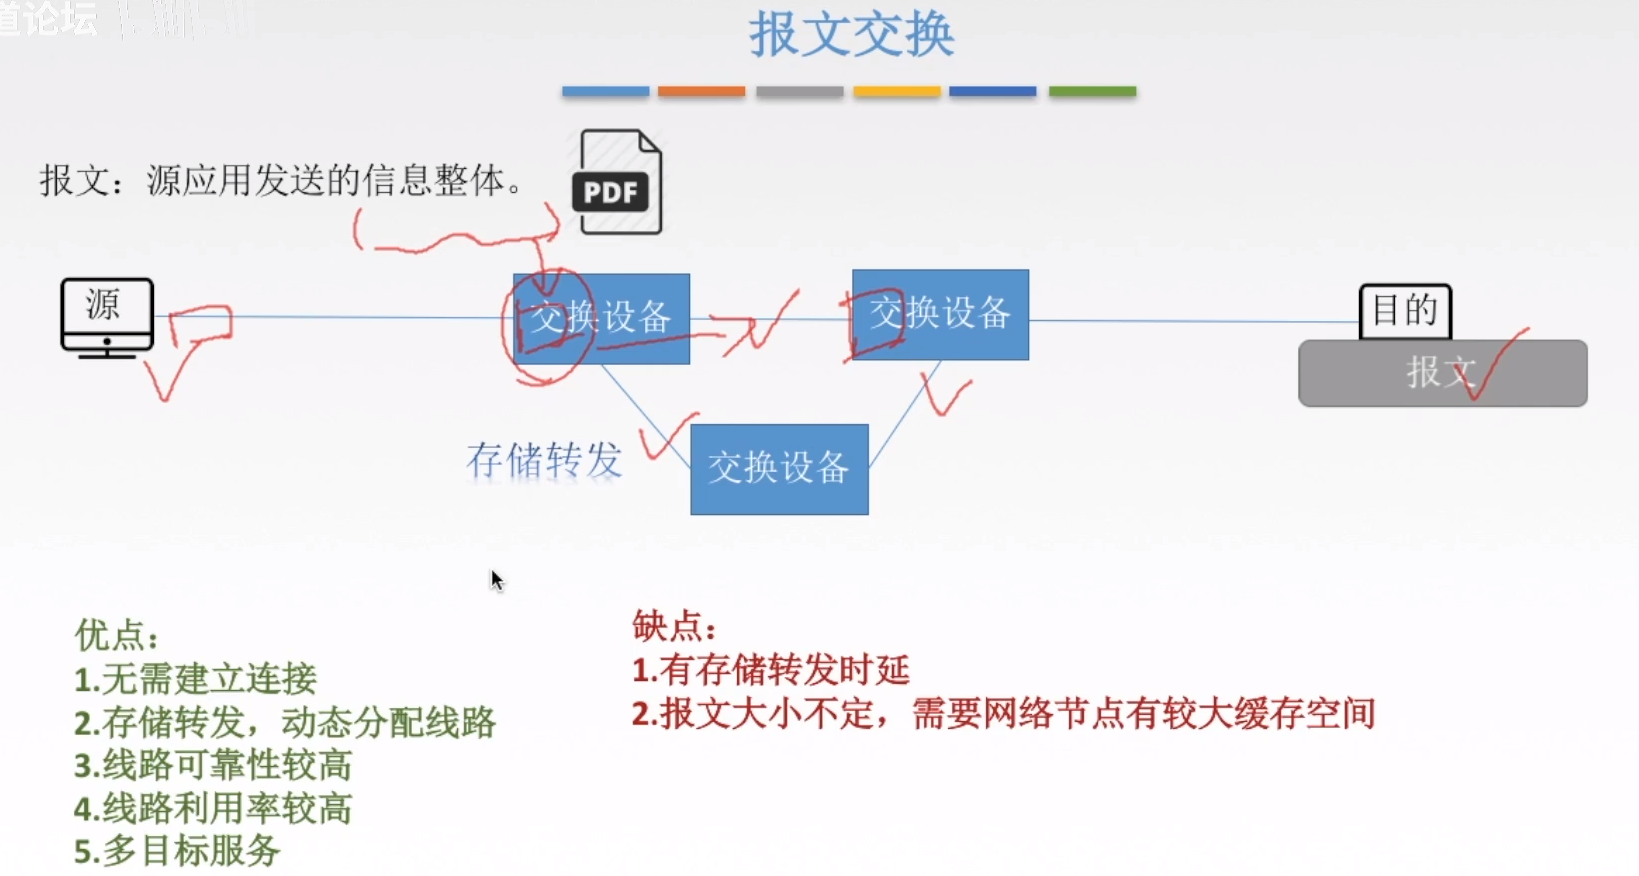 道论坛
报文交换
报文：源应用发送的信息整体。
PDF
源
交换设备
交换设备
目的
报文
存储转发
交换设备
优点：
1.无需建立连接
2.存储转发，动态分配线路
3.线路可靠性较高
4.线路利用率较高
5.多目标服务
缺点：
1.有存储转发时延
2.报文大小不定，需要网络节点有较大缓存空间